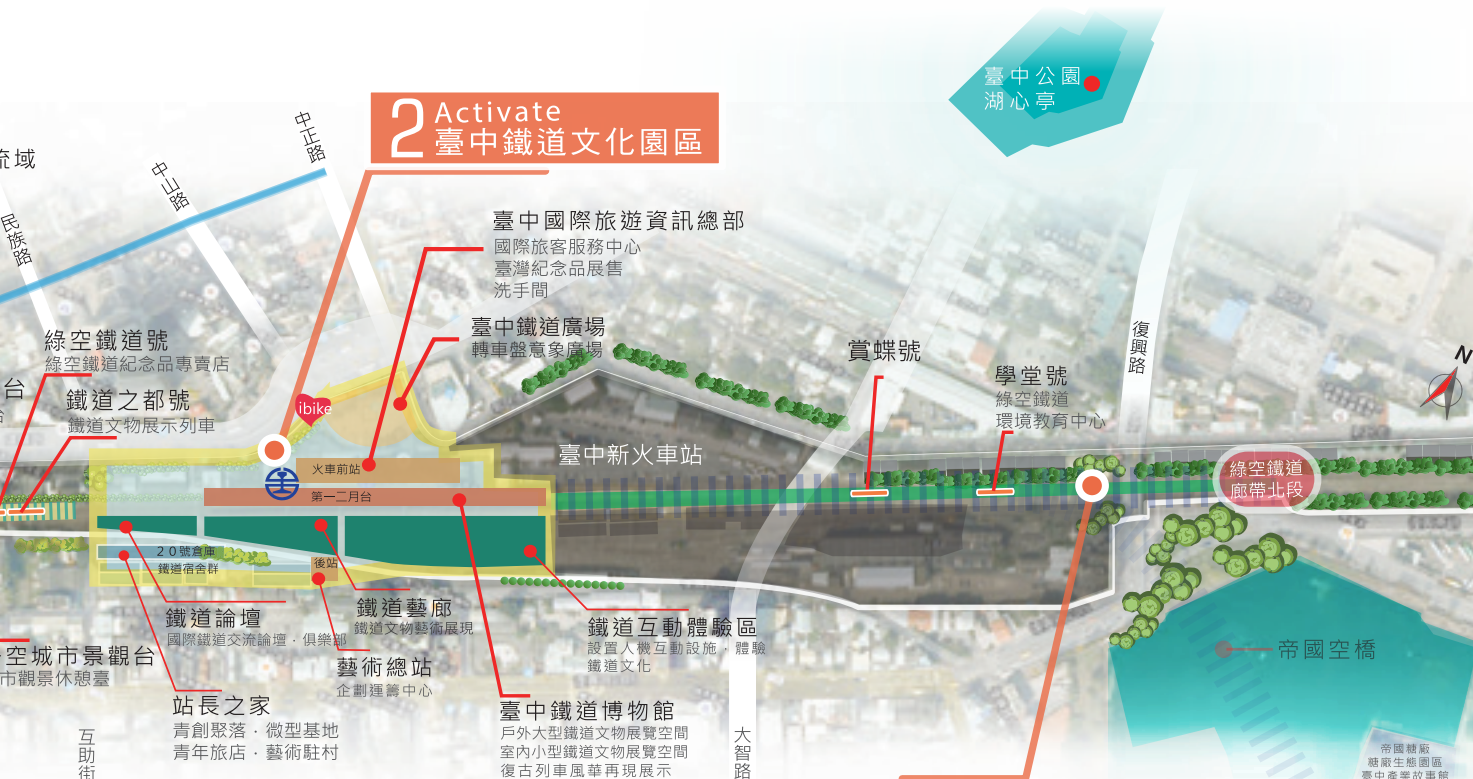 臺中公園
湖心亭
2 Activate
臺中鐵道文化園區
中正路
流域
中山路
民族路
臺中國際旅遊資訊總部
國際旅客服務中心
臺灣紀念品展售
洗手間
臺中鐵道廣場
轉車盤意象廣場
綠空鐵道號
綠空鐵道紀念品專賣店
台
鐵道之都號
鐵道文物展示列車
ibike
賞蝶號
復興路
N
學堂號
綠空鐵道
環境教育中心
臺中新火車站
火車前站
第一二月台
綠空鐵道
廊帶北段
20號倉庫
鐵道宿舍群
後站
鐵道論壇
國際鐵道交流論壇．俱樂部
鐵道藝廊
鐵道文物藝術展現
鐵道互動體驗區
設置人機互動設施．體驗
鐵道文化
空城市景觀台
市觀景休憩臺
藝術總站
企劃運籌中心
帝國空橋
站長之家
青創聚落．微型基地
青年旅店．藝術駐村
臺中鐵道博物館
戶外大型鐵道文物展覽空間
室內小型鐵道文物展覽空間
復古列車風華再現展示
互助街
大智路
帝國糖廠
糖廠生態園區
臺中產業故事館